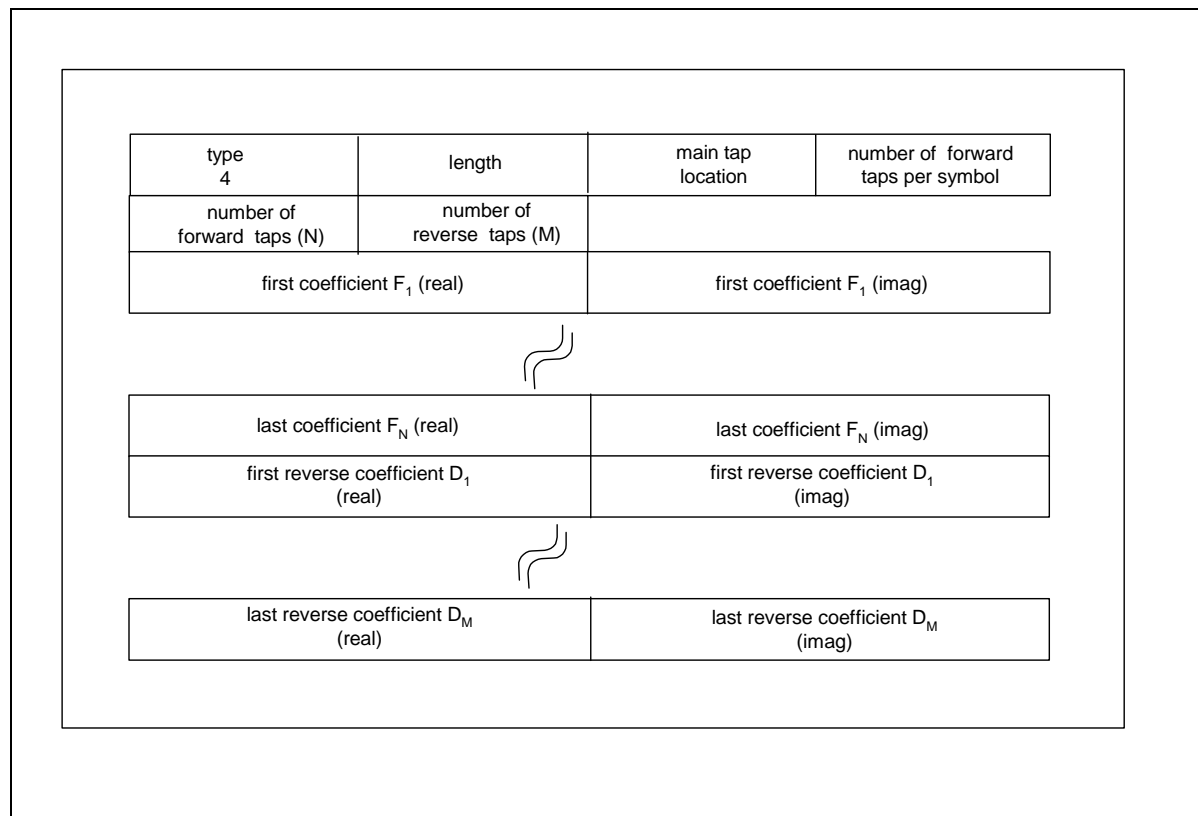 type
4
length
main tap
location
number of forward
taps per symbol
number of
forward taps (N)
number of
reverse taps (M)
first coefficient F1 (real)
first coefficient F1 (imag)
last coefficient FN (real)
last coefficient FN (imag)
first reverse coefficient D1
(real)
first reverse coefficient D1
(imag)
last reverse coefficient DM
(real)
last reverse coefficient DM
(imag)